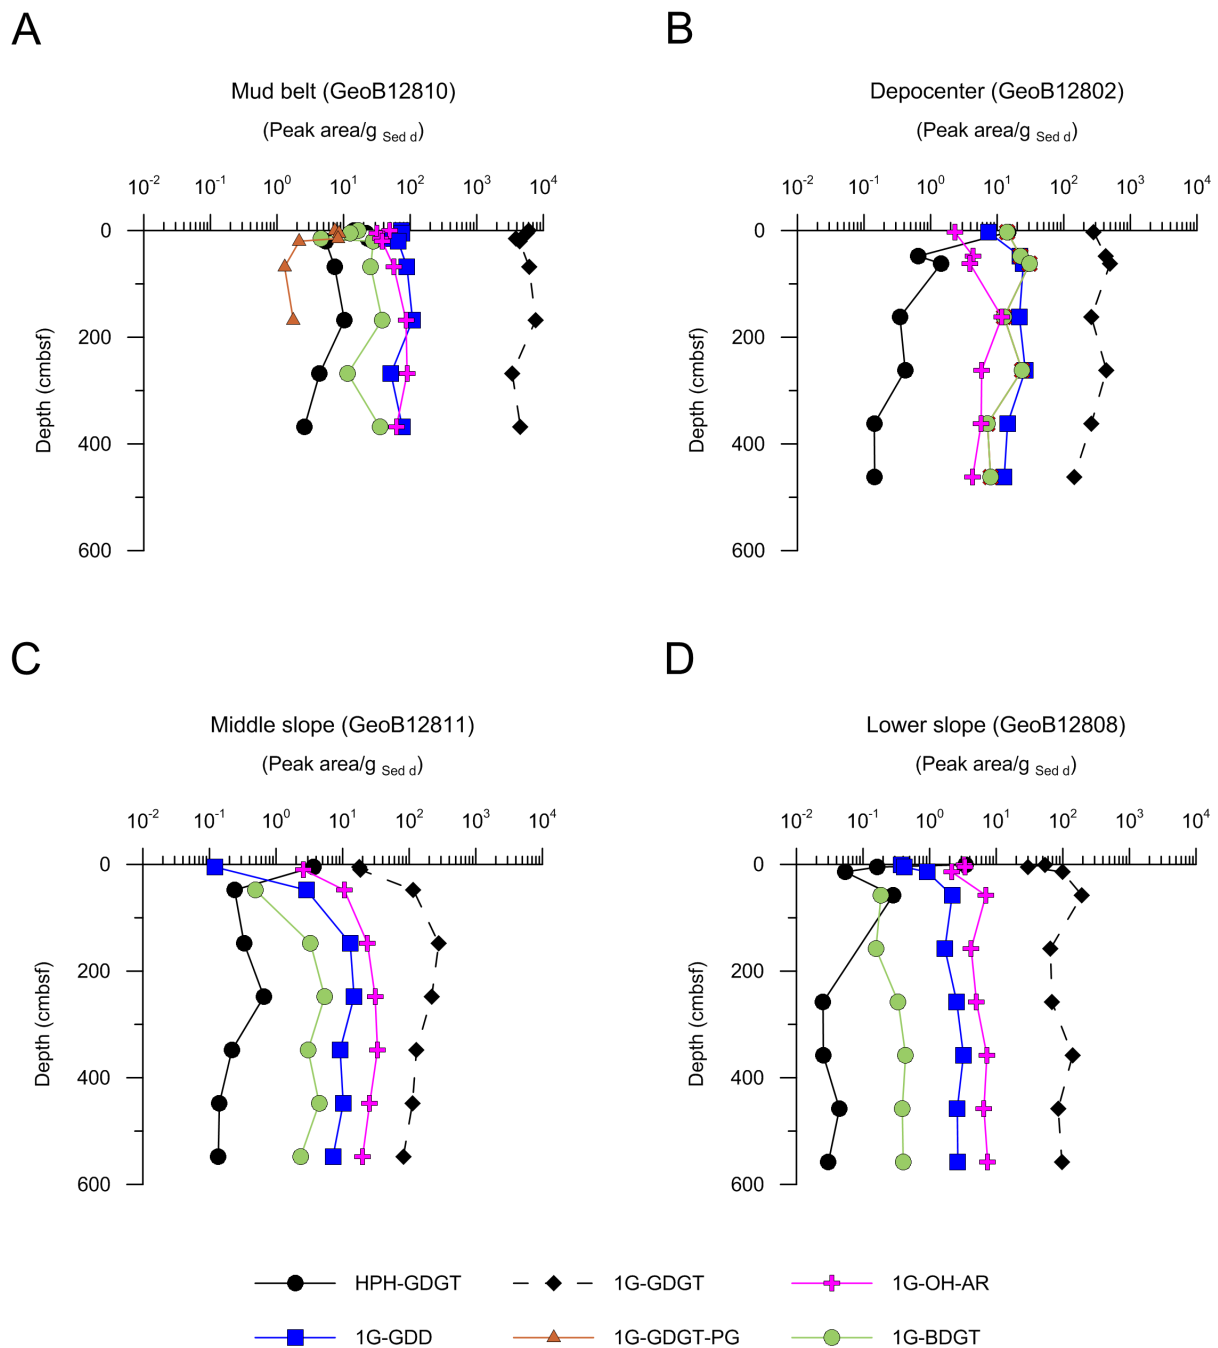 A
Mud belt (GeoB12810)
(Peak area/g Sed d)
10-2 10-1 100 101 102 103 104
0
200
400
600
Depth (cmbsf)
B
Depocenter (GeoB12802)
(Peak area/g Sed d)
10-2 10-1 100 101 102 103 104
0
200
400
600
Depth (cmbsf)
C
Middle slope (GeoB12811)
(Peak area/g Sed d)
10-2 10-1 100 101 102 103 104
0
200
400
600
Depth (cmbsf)
D
Lower slope (GeoB12808)
(Peak area/g Sed d)
10-2 10-1 100 101 102 103 104
0
200
400
600
Depth (cmbsf)
HPH-GDGT 1G-GDGT 1G-OH-AR
1G-GDD 1G-GDGT-PG 1G-BDGT